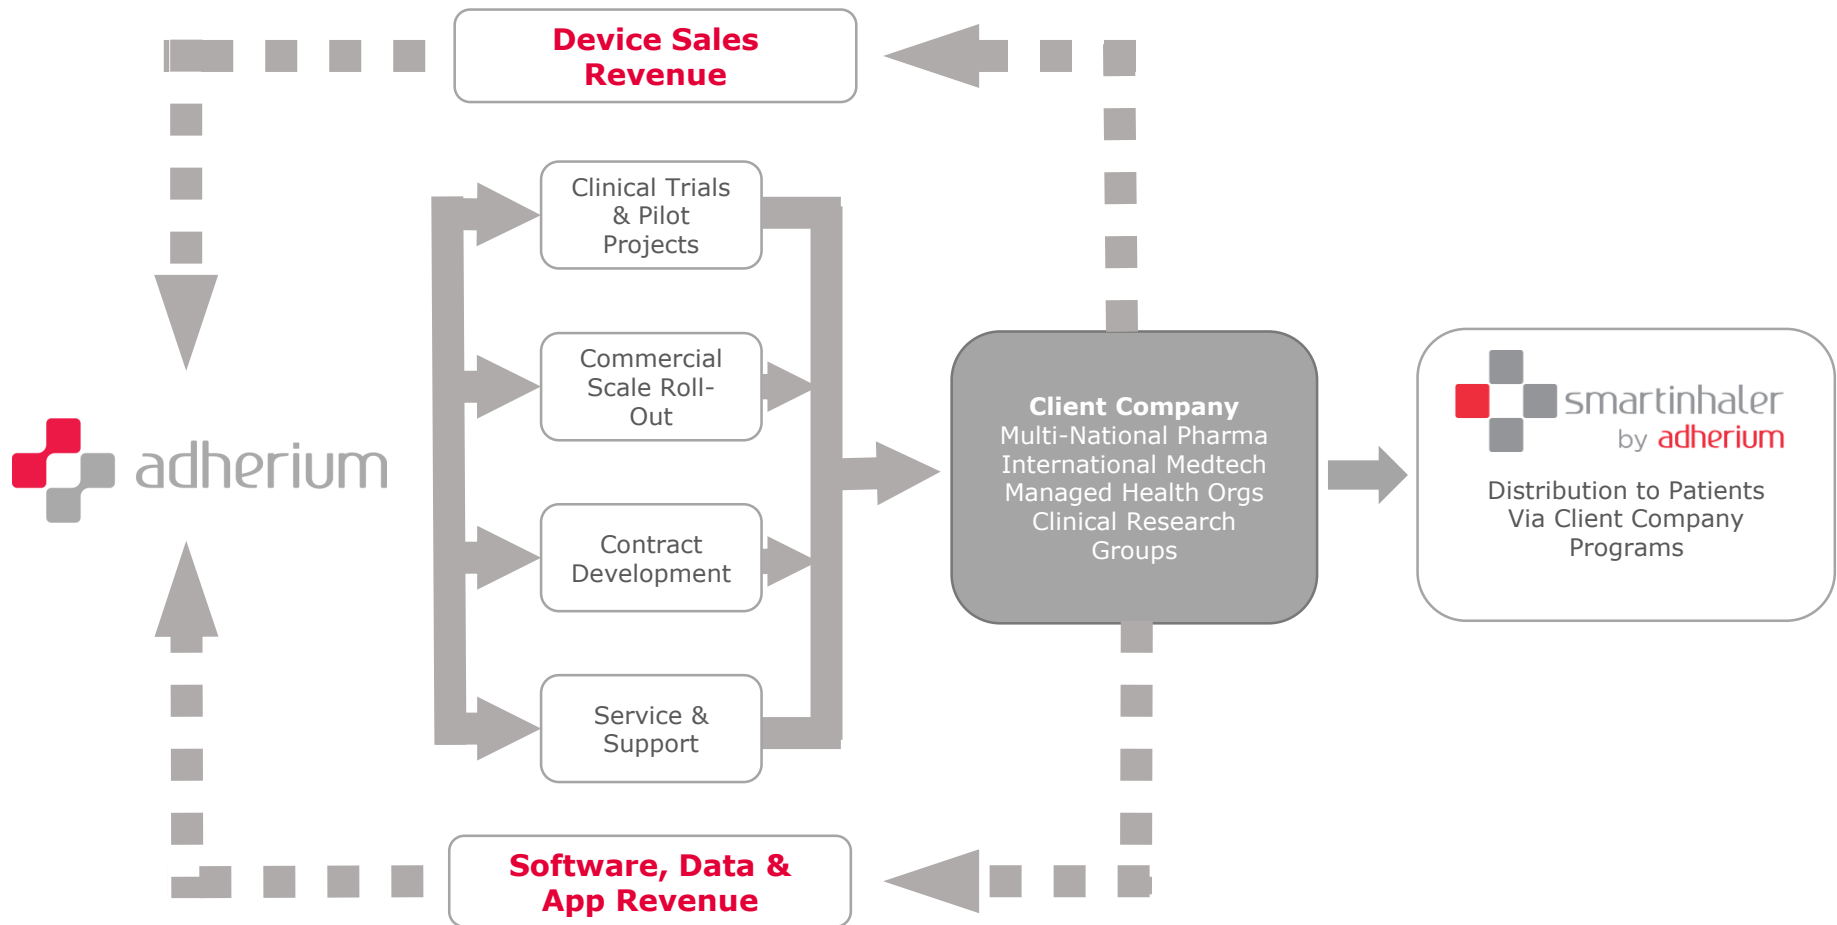 Device Sales
Revenue
Clinical Trials
& Pilot
Projects
Commercial
Scale Roll-
Out
adherium
Contract
Development
Service &
Support
Client Company
Multi-National Pharma
International Medtech
Managed Health Orgs
Clinical Research
Groups
smartinhaler
by adherium
Distribution to Patients
Via Client Company
Programs
Software, Data &
App Revenue